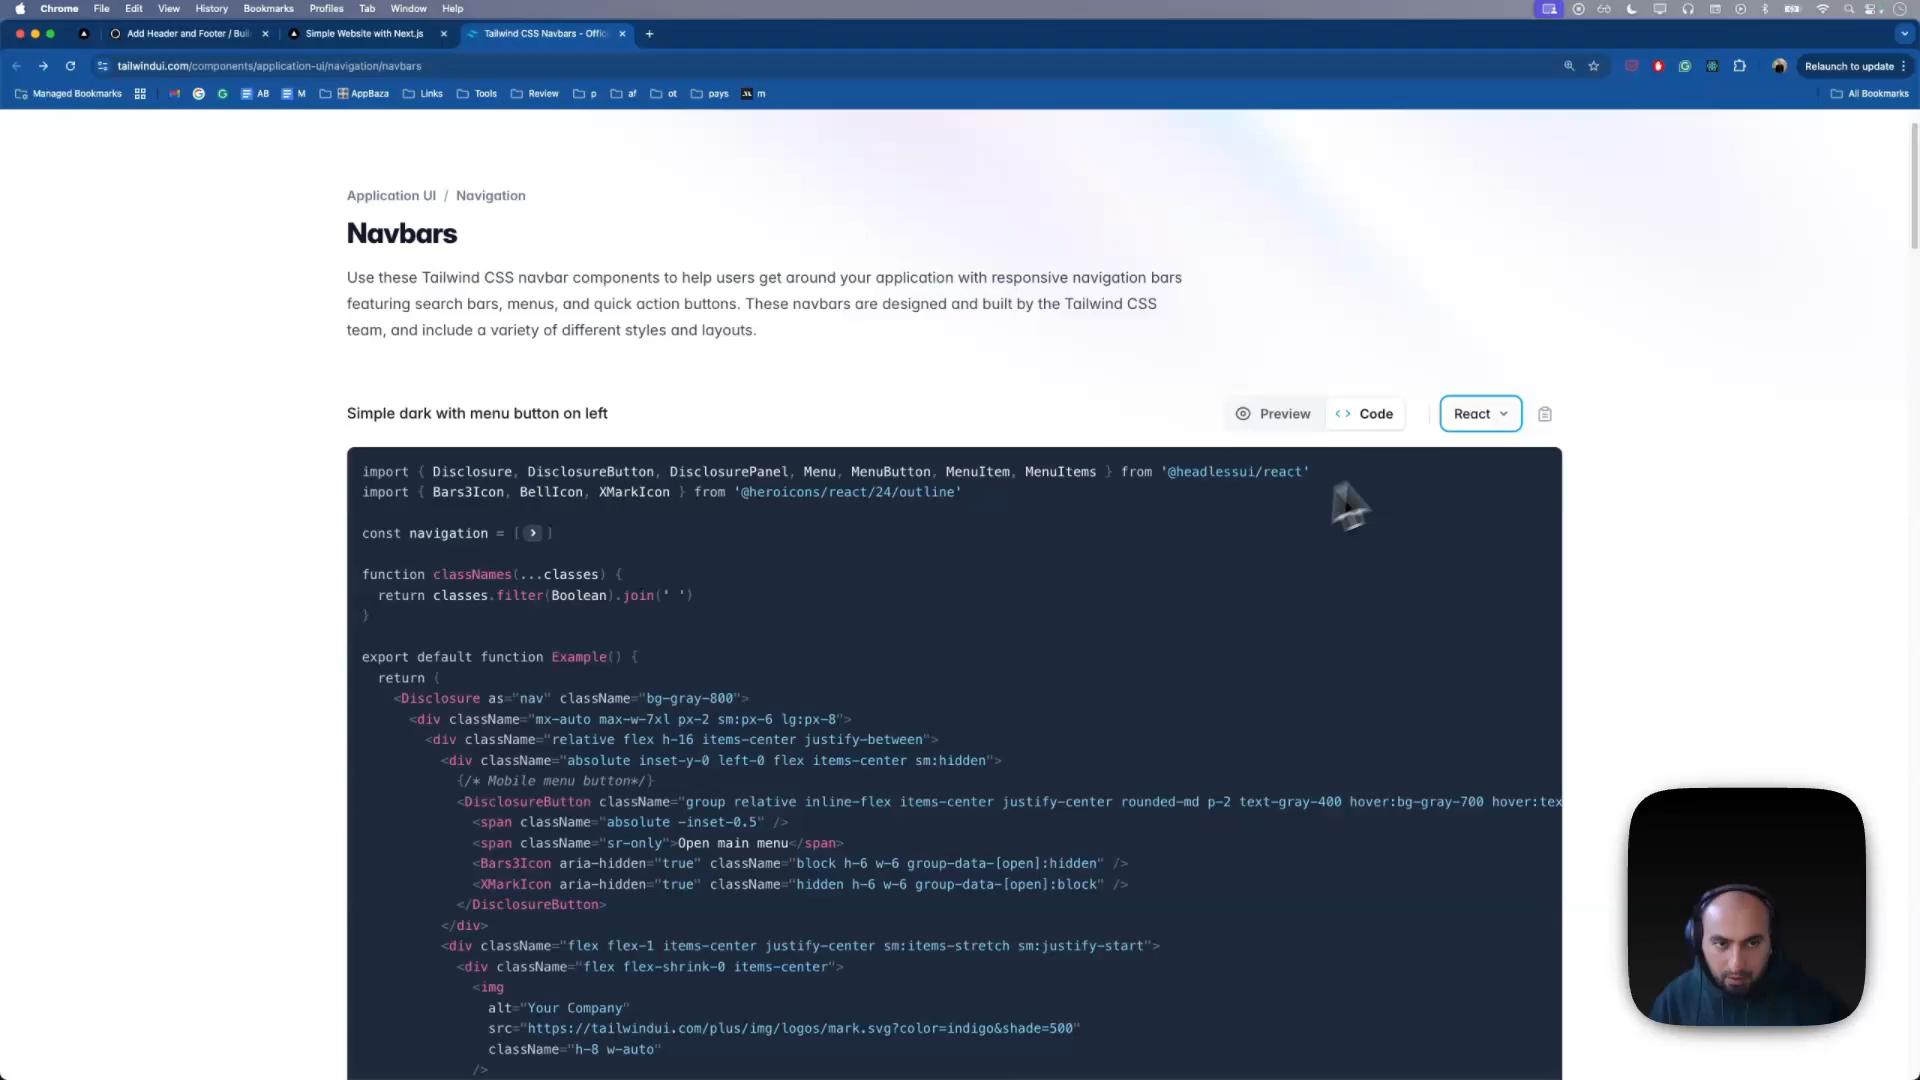 Chrome File Edit View History Bookmarks Profiles Tab Window Help
Add Header and Footer / Buil
Simple Website with Next.js
Tailwind CSS Navbars - Offic
tailwindui.com/components/application-ui/navigation/navbars
Relaunch to update
Managed Bookmarks AB M AppBaza Links Tools Review p af ot pays m All Bookmarks
Application UI / Navigation
Navbars
Use these Tailwind CSS navbar components to help users get around your application with responsive navigation bars
featuring search bars, menus, and quick action buttons. These navbars are designed and built by the Tailwind CSS
team, and include a variety of different styles and layouts.
Simple dark with menu button on left
Preview
Code
React
import { Disclosure, DisclosureButton, DisclosurePanel, Menu, MenuButton, MenuItem, MenuItems } from '@headlessui/react'
import { Bars3Icon, BellIcon, XMarkIcon } from '@heroicons/react/24/outline'
const navigation = [ ]
function classNames(...classes) {
return classes.filter(Boolean).join(' ')
}
export default function Example() {
return (
<Disclosure as="nav" className="bg-gray-800">
<div className="mx-auto max-w-7xl px-2 sm:px-6 lg:px-8">
<div className="relative flex h-16 items-center justify-between">
<div className="absolute inset-y-0 left-0 flex items-center sm:hidden">
{/* Mobile menu button*/}
<DisclosureButton className="group relative inline-flex items-center justify-center rounded-md p-2 text-gray-400 hover:bg-gray-700 hover:tex
<span className="absolute -inset-0.5" />
<span className="sr-only">Open main menu</span>
<Bars3Icon aria-hidden="true" className="block h-6 w-6 group-data-[open]:hidden" />
<XMarkIcon aria-hidden="true" className="hidden h-6 w-6 group-data-[open]:block" />
</DisclosureButton>
</div>
<div className="flex flex-1 items-center justify-center sm:items-stretch sm:justify-start">
<div className="flex flex-shrink-0 items-center">
<img
alt="Your Company"
src="https://tailwindui.com/plus/img/logos/mark.svg?color=indigo&shade=500"
className="h-8 w-auto"
/>